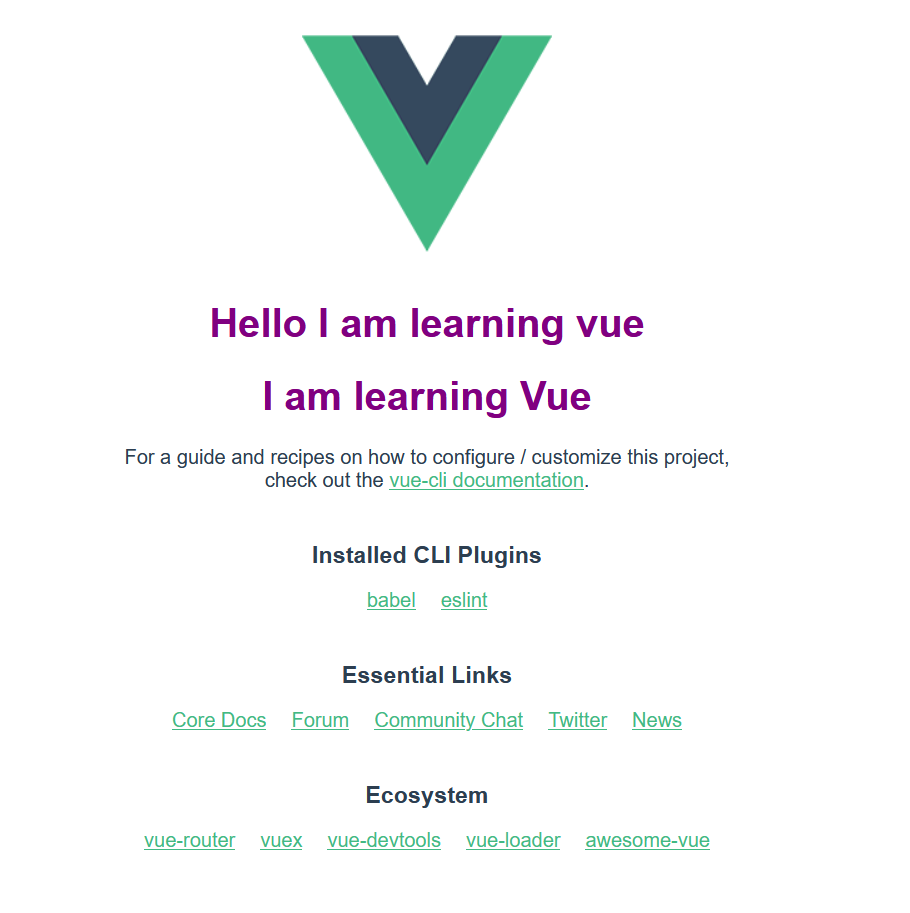 Hello I am learning vue
I am learning Vue
For a guide and recipes on how to configure / customize this project,
check out the vue-cli documentation.
Installed CLI Plugins
babel eslint
Essential Links
Core Docs Forum Community Chat Twitter News
Ecosystem
vue-router vuex vue-devtools vue-loader awesome-vue